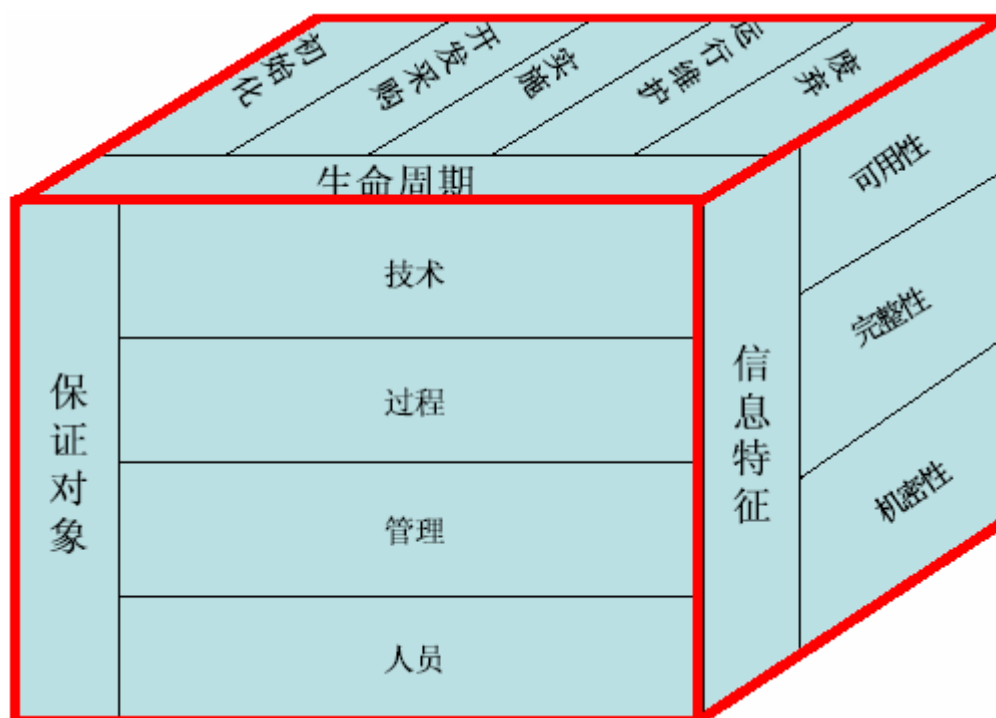 初始化
开发采购
实施
运行维护
废弃
生命周期
保证对象
技术
过程
管理
人员
信息特征
可用性
完整性
机密性